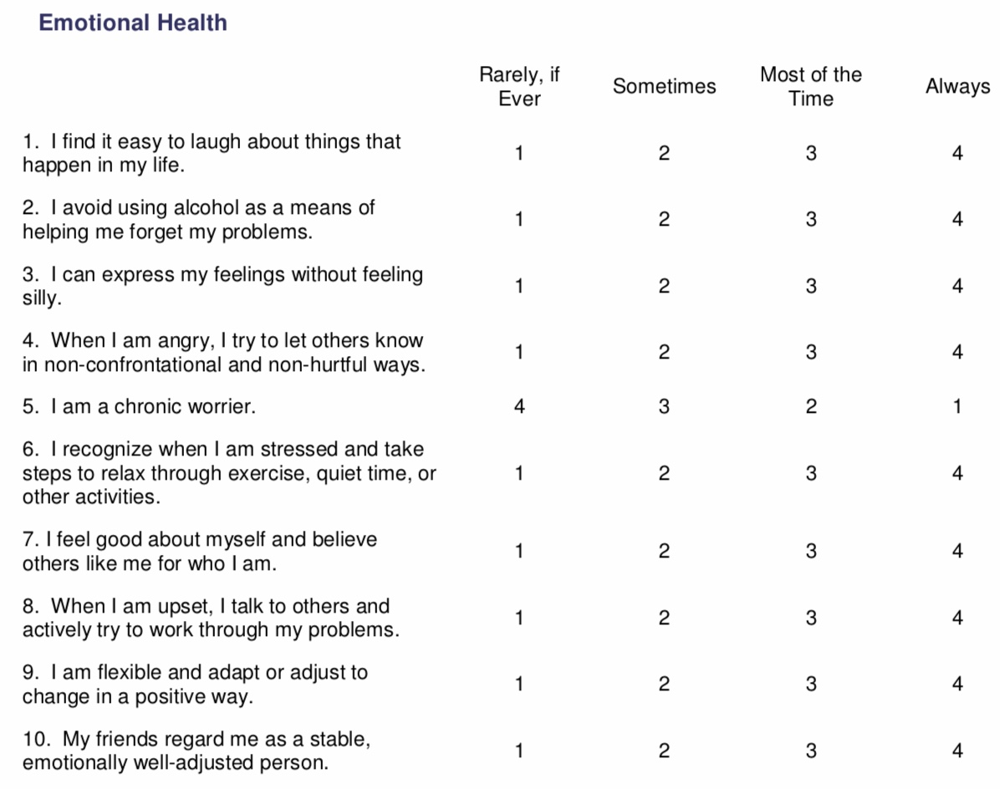 Emotional Health
Rarely, if Ever Sometimes Most of the Time Always
1. I find it easy to laugh about things that
happen in my life. 1 2 3 4
2. I avoid using alcohol as a means of
helping me forget my problems. 1 2 3 4
3. I can express my feelings without feeling
silly. 1 2 3 4
4. When I am angry, I try to let others know
in non-confrontational and non-hurtful ways. 1 2 3 4
5. I am a chronic worrier. 4 3 2 1
6. I recognize when I am stressed and take
steps to relax through exercise, quiet time, or
other activities. 1 2 3 4
7. I feel good about myself and believe
others like me for who I am. 1 2 3 4
8. When I am upset, I talk to others and
actively try to work through my problems. 1 2 3 4
9. I am flexible and adapt or adjust to
change in a positive way. 1 2 3 4
10. My friends regard me as a stable,
emotionally well-adjusted person. 1 2 3 4